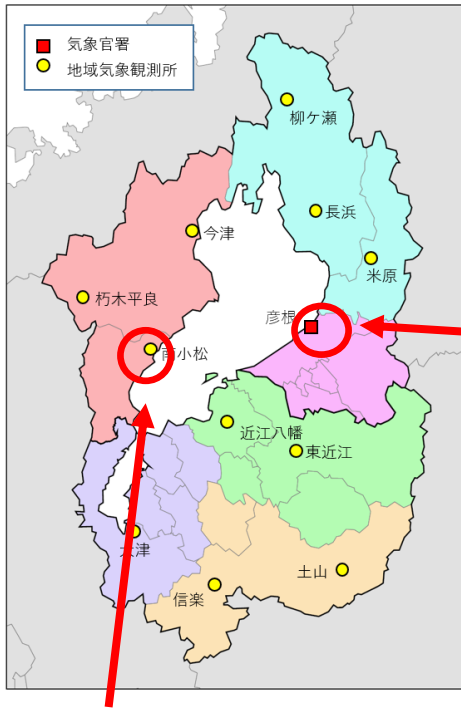 気象官署
地域気象観測所
柳ケ瀬
長浜
今津
米原
朽木平良
彦根
南小松
近江八幡
東近江
大津
土山
信楽